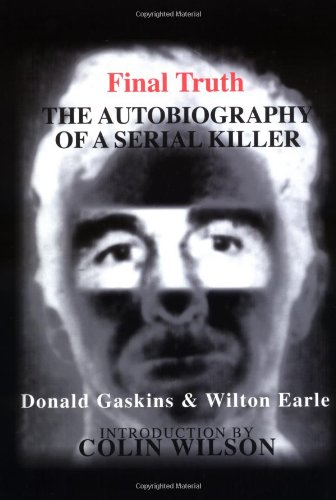 Final Truth
THE AUTOBIOGRAPHY
OF A SERIAL KILLER
Donald Gaskins & Wilton Earle
INTRODUCTION BY
COLIN WILSON